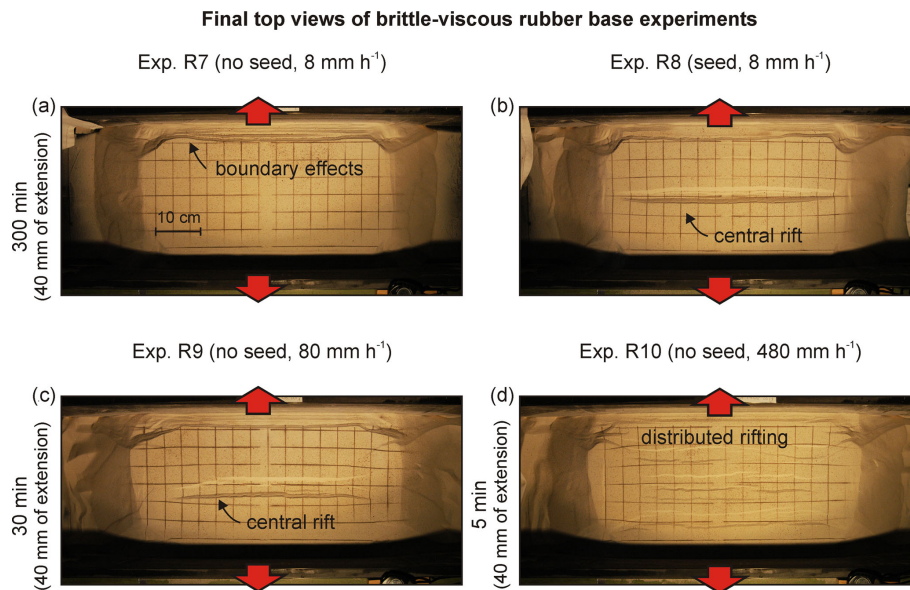 Final top views of brittle-viscous rubber base experiments
Exp. R7 (no seed, 8 mm h⁻¹)
Exp. R8 (seed, 8 mm h⁻¹)
(a)
300 min
(40 mm of extension)
boundary effects
10 cm
(b)
central rift
Exp. R9 (no seed, 80 mm h⁻¹)
Exp. R10 (no seed, 480 mm h⁻¹)
(c)
30 min
(40 mm of extension)
central rift
(d)
5 min
(40 mm of extension)
distributed rifting